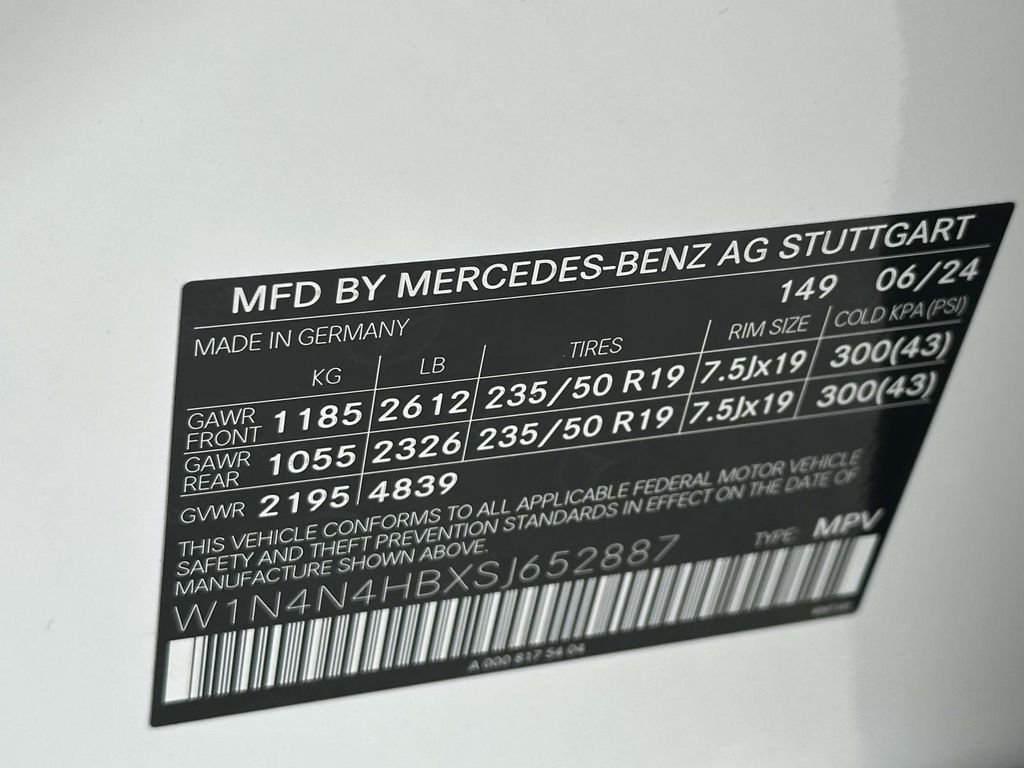 MFD BY MERCEDES-BENZ AG STUTTGART
MADE IN GERMANY 149 06/24
KG LB TIRES RIM SIZE COLD KPA (PSI)
GAWR FRONT 1185 2612 235/50 R19 7.5Jx19 300(43)
GAWR REAR 1055 2326 235/50 R19 7.5Jx19 300(43)
GVWR 2195 4839
THIS VEHICLE CONFORMS TO ALL APPLICABLE FEDERAL MOTOR VEHICLE
SAFETY AND THEFT PREVENTION STANDARDS IN EFFECT ON THE DATE OF
MANUFACTURE SHOWN ABOVE.
W1N4N4HBXSJ652887 TYPE: MPV
A 000 817 54 04